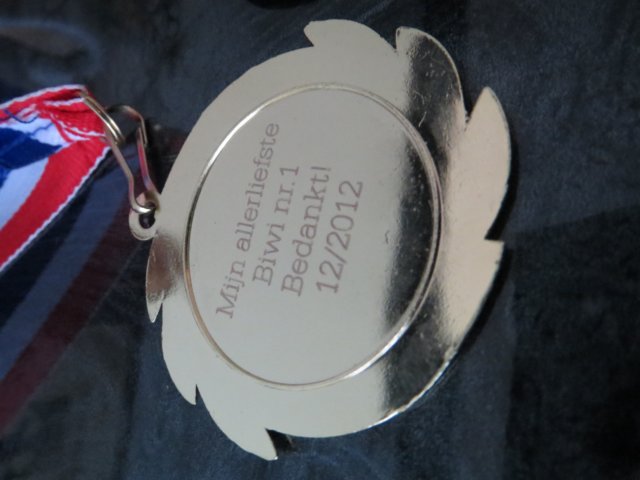 Mijn allerliefste
Biwi nr.1
Bedankt!
12/2012